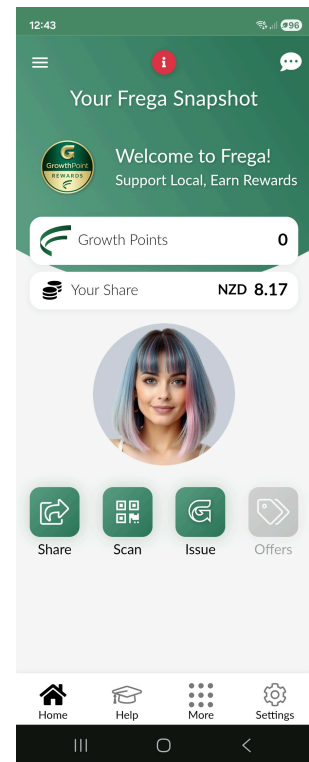 12:43
96
i
Your Frega Snapshot
G
GrowthPoint
REWARDS
Welcome to Frega!
Support Local, Earn Rewards
Growth Points 0
Your Share NZD 8.17
Share Scan Issue Offers
Home Help More Settings